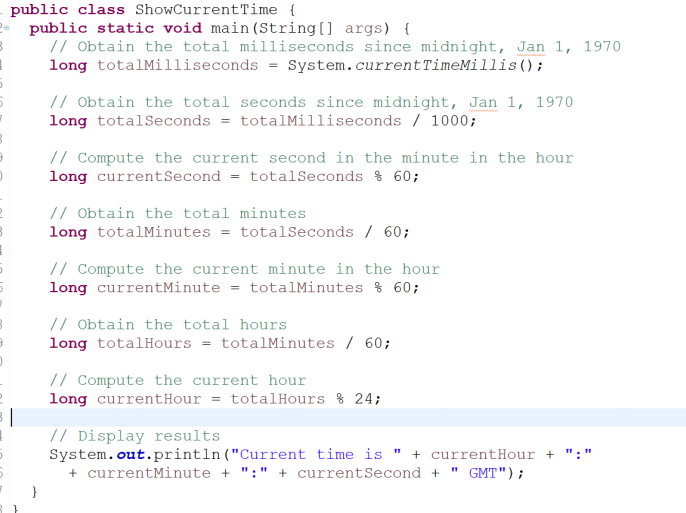 public class ShowCurrentTime {
public static void main(String[] args) {
// Obtain the total milliseconds since midnight, Jan 1, 1970
long totalMilliseconds = System.currentTimeMillis();
// Obtain the total seconds since midnight, Jan 1, 1970
long totalSeconds = totalMilliseconds / 1000;
// Compute the current second in the minute in the hour
long currentSecond = totalSeconds % 60;
// Obtain the total minutes
long totalMinutes = totalSeconds / 60;
// Compute the current minute in the hour
long currentMinute = totalMinutes % 60;
// Obtain the total hours
long totalHours = totalMinutes / 60;
// Compute the current hour
long currentHour = totalHours % 24;
// Display results
System.out.println("Current time is " + currentHour + ":"
+ currentMinute + ":" + currentSecond + " GMT");
}
}